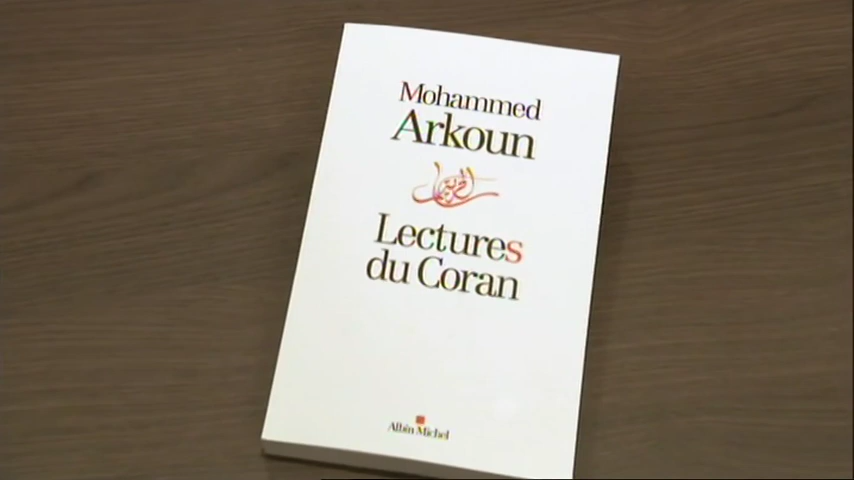 Mohammed
Arkoun
Lectures
du Coran
Albin Michel